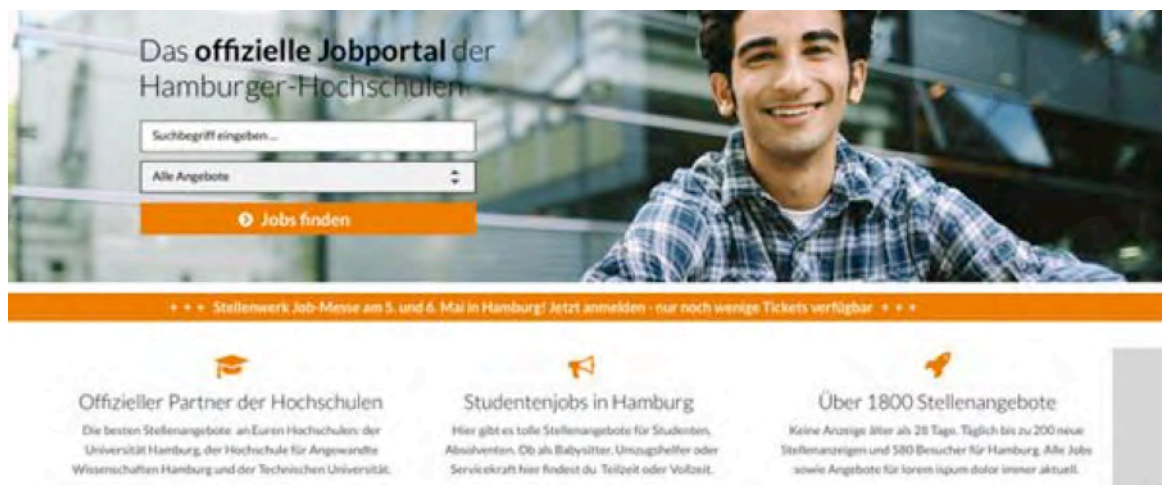 Das offizielle Jobportal der
Hamburger-Hochschulen
Suchbegriff eingeben ...
Alle Angebote
Jobs finden
+ + + Stellenwerk Job-Messe am 5. und 6. Mai in Hamburg! Jetzt anmelden - nur noch wenige Tickets verfügbar + + +
Offizieller Partner der Hochschulen
Die besten Stellenangebote an Euren Hochschulen: der
Universität Hamburg, der Hochschule für Angewandte
Wissenschaften Hamburg und der Technischen Universität.
Studentenjobs in Hamburg
Hier gibt es tolle Stellenangebote für Studenten,
Absolventen. Ob als Babysitter, Umzugshelfer oder
Servicekraft hier findest du Teilzeit oder Vollzeit.
Über 1800 Stellenangebote
Keine Anzeige älter als 28 Tage. Täglich bis zu 200 neue
Stellenanzeigen und 580 Besucher für Hamburg. Alle Jobs
sowie Angebote für lorem ispum dolor immer aktuell.